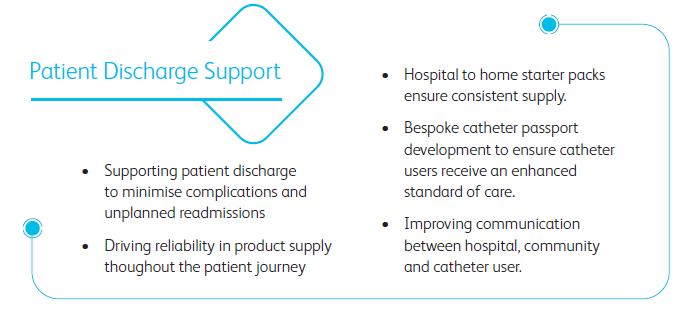 Patient Discharge Support
• Supporting patient discharge
to minimise complications and
unplanned readmissions
• Driving reliability in product supply
thoughout the patient journey
• Hospital to home starter packs
ensure consistent supply.
• Bespoke catheter passport
development to ensure catheter
users receive an enhanced
standard of care.
• Improving communication
between hospital, community
and catheter user.